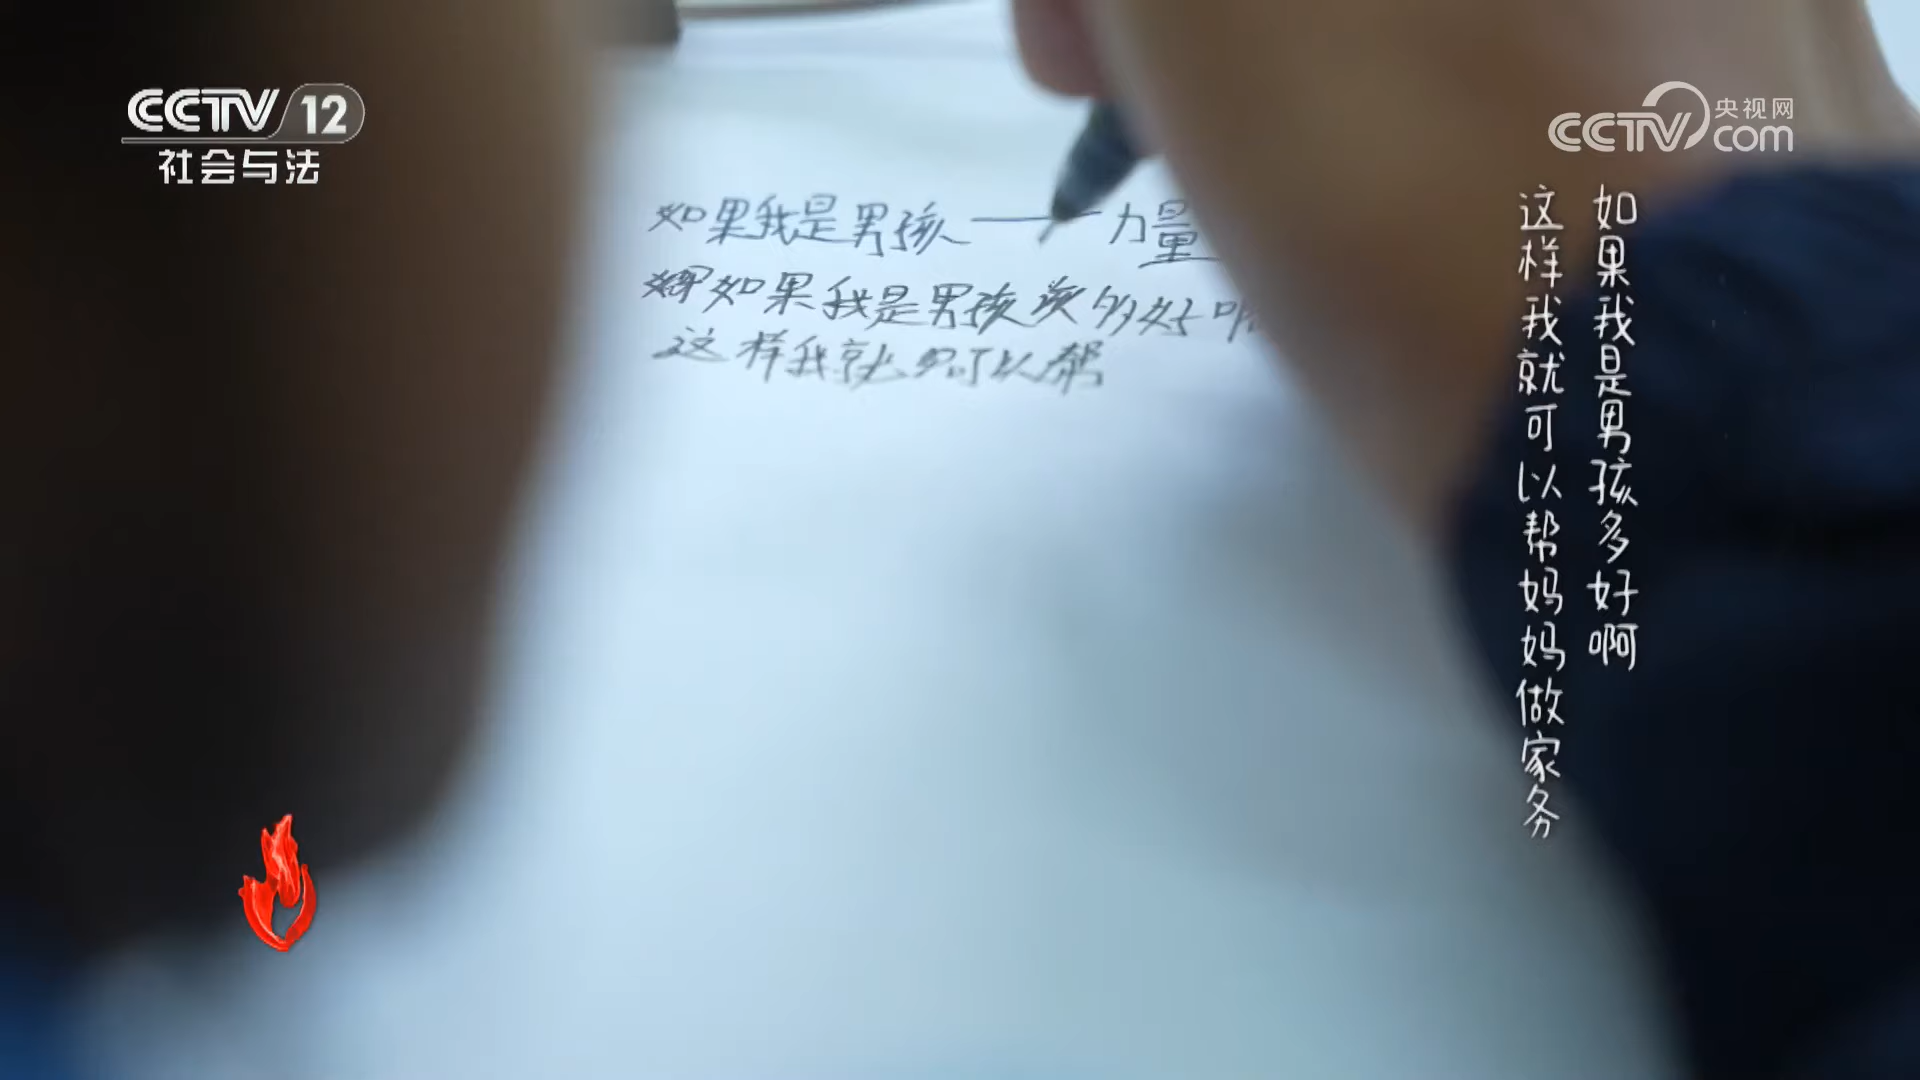 CCTV 12
社会与法
央视网
CCTV com
如果我是男孩——力量
如果我是男孩 多好啊
这样我就 可以帮
如果我是男孩多好啊
这样我就可以帮妈妈做家务